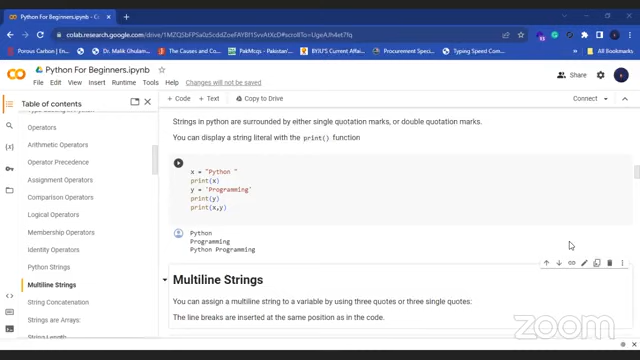 Python For Beginners.ipynb - Co
colab.research.google.com/drive/
Porous Carbon
Dr. Malik Ghulam...
The Causes and Co...
PakMcqs
Pakistan...
BYJU'S current
Procurement Speci...
Typing Speed Com...
All Bookmarks
Python For Beginners.ipynb
File Edit View Insert Runtime Tools Help Changes will not be saved
Share
Table of contents
+ Code + Text Copy to Drive
Connect
Operators
Arithmetic Operators
Operator Precedence
Assignment Operators
Comparison Operators
Logical Operators
Membership Operators
Identity Operators
Python Strings
Multiline Strings
String Concatenation
Strings are Arrays:
String Length
Strings in python are surrounded by either single quotation marks, or double quotation marks.
You can display a string literal with the print() function
x = "Python "
print(x)
y = 'Programming'
print(y)
print(x,y)
Python
Programming
Python Programming
Multiline Strings
You can assign a multiline string to a variable by using three quotes or three single quotes:
The line breaks are inserted at the same position as in the code.
zoom